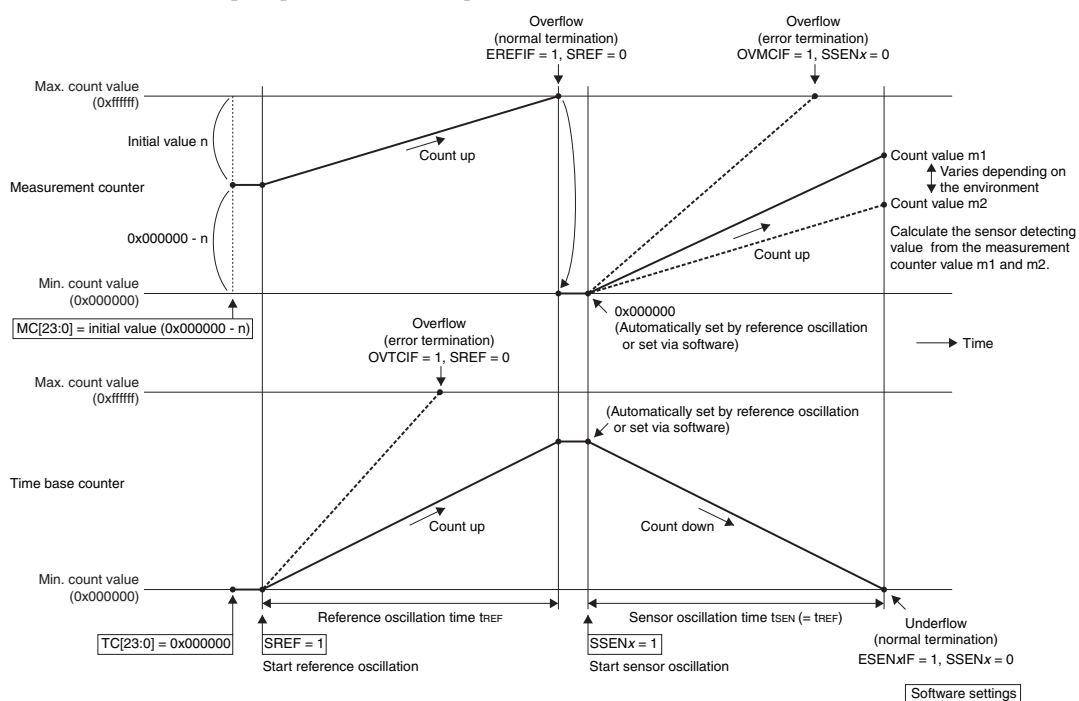 Overflow
(normal termination)
EREFIF = 1, SREF = 0
Overflow
(error termination)
OVMCIF = 1, SSENx = 0
Max. count value
(0xffffff)
Initial value n
Count up
Measurement counter
0x000000 - n
Count value m1
Varies depending on
the environment
Count value m2
Calculate the sensor detecting
value from the measurement
counter value m1 and m2.
Count up
Min. count value
(0x000000)
MC[23:0] = initial value (0x000000 - n)
0x000000
(Automatically set by reference oscillation
or set via software)
Overflow
(error termination)
OVTCIF = 1, SREF = 0
Time
Max. count value
(0xffffff)
(Automatically set by reference oscillation
or set via software)
Time base counter
Count up
Count down
Min. count value
(0x000000)
Reference oscillation time tREF
Sensor oscillation time tSEN (= tREF)
TC[23:0] = 0x000000
SREF = 1
Start reference oscillation
SSENx = 1
Start sensor oscillation
Underflow
(normal termination)
ESENxIF = 1, SSENx = 0
Software settings